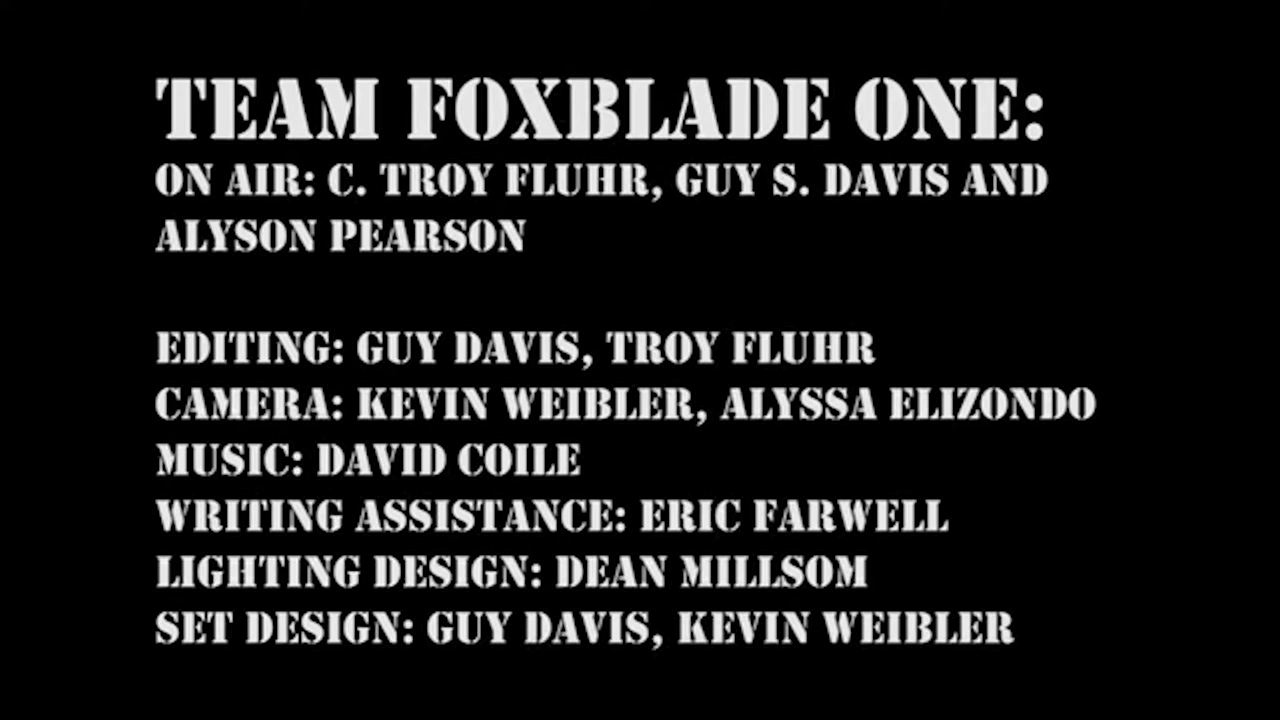 TEAM FOXBLADE ONE:
ON AIR: C. TROY FLUHR, GUY S. DAVIS AND
ALYSON PEARSON
EDITING: GUY DAVIS, TROY FLUHR
CAMERA: KEVIN WEIBLER, ALYSSA ELIZONDO
MUSIC: DAVID COILE
WRITING ASSISTANCE: ERIC FARWELL
LIGHTING DESIGN: DEAN MILLSOM
SET DESIGN: GUY DAVIS, KEVIN WEIBLER